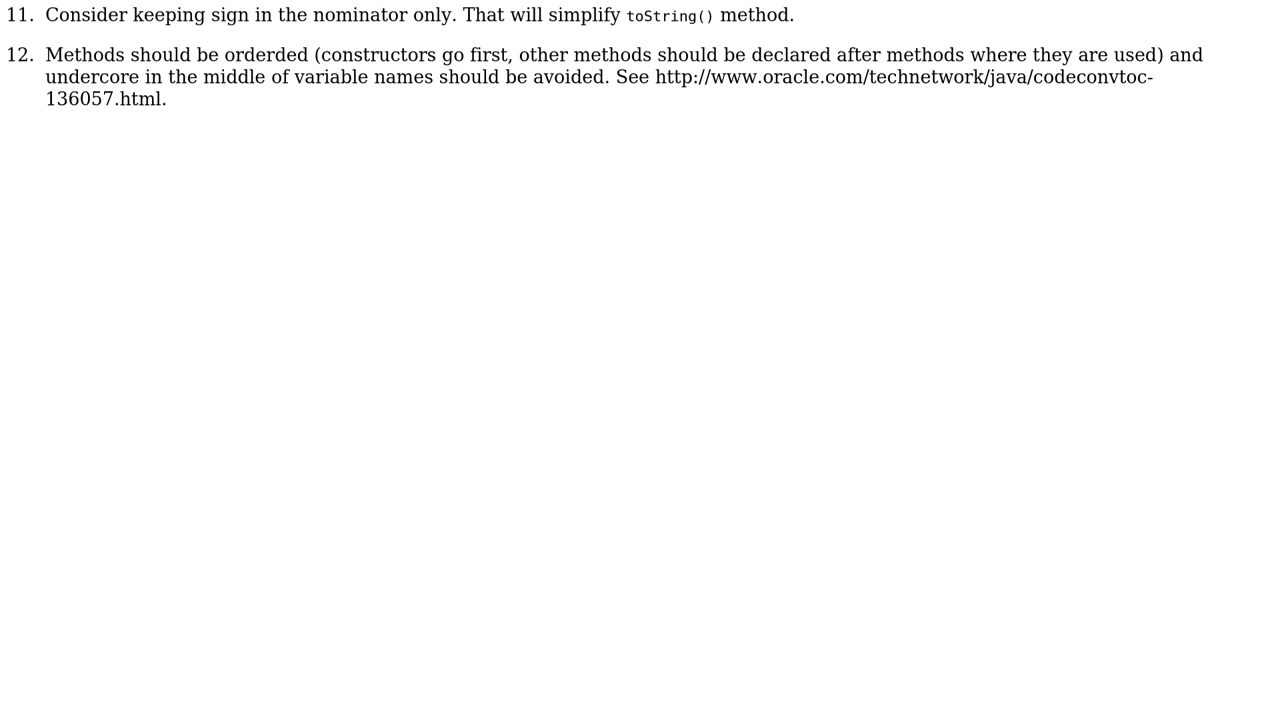 11. Consider keeping sign in the nominator only. That will simplify toString() method.
12. Methods should be orderded (constructors go first, other methods should be declared after methods where they are used) and
undercore in the middle of variable names should be avoided. See http://www.oracle.com/technetwork/java/codeconvtoc-
136057.html.